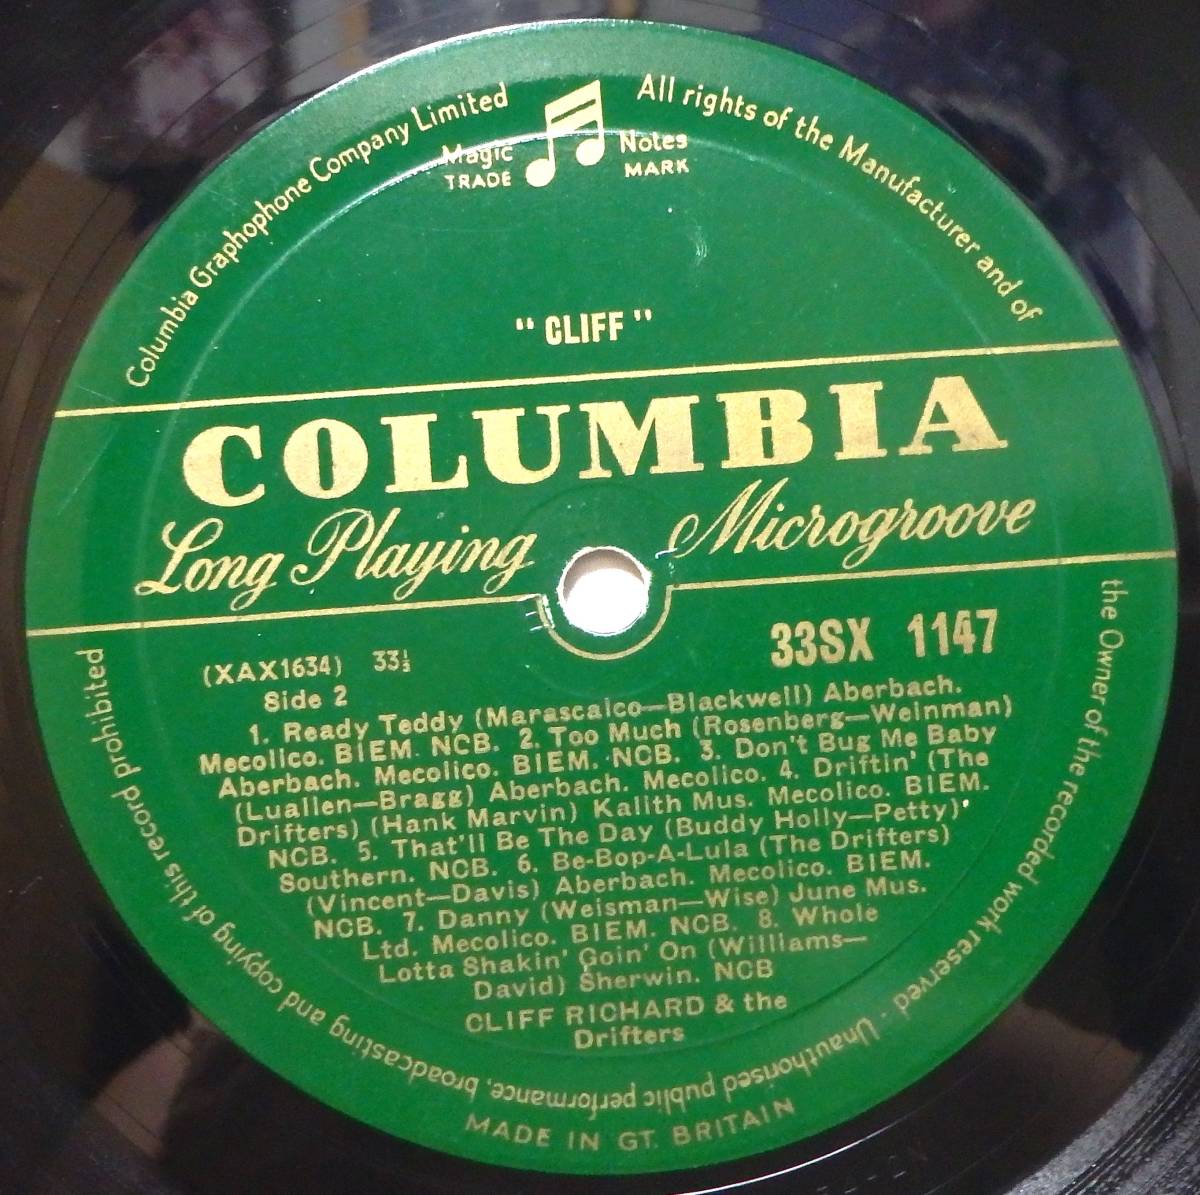 Columbia Graphophone Company Limited
Magic Notes
TRADE MARK
All rights of the Manufacturer and of
the Owner of the recorded work reserved · Unauthorised public performance, broadcasting and copying of this record prohibited
" CLIFF "
COLUMBIA
Long Playing Microgroove
(XAX1634) 33⅓
33SX 1147
Side 2
1. Ready Teddy (Marascalco—Blackwell) Aberbach.
Mecolico. BIEM. NCB. 2. Too Much (Rosenberg—Weinman)
Aberbach. Mecolico. BIEM. NCB. 3. Don't Bug Me Baby
(Luallen—Bragg) Aberbach. Mecolico. 4. Driftin' (The
Drifters) (Hank Marvin) Kalith Mus. Mecolico. BIEM.
NCB. 5. That'll Be The Day (Buddy Holly—Petty)
Southern. NCB. 6. Be-Bop-A-Lula (The Drifters)
(Vincent—Davis) Aberbach. Mecolico. BIEM.
NCB. 7. Danny (Weisman—Wise) June Mus.
Ltd. Mecolico. BIEM. NCB. 8. Whole
Lotta Shakin' Goin' On (Williams—
David) Sherwin. NCB
CLIFF RICHARD & the
Drifters
MADE IN GT. BRITAIN